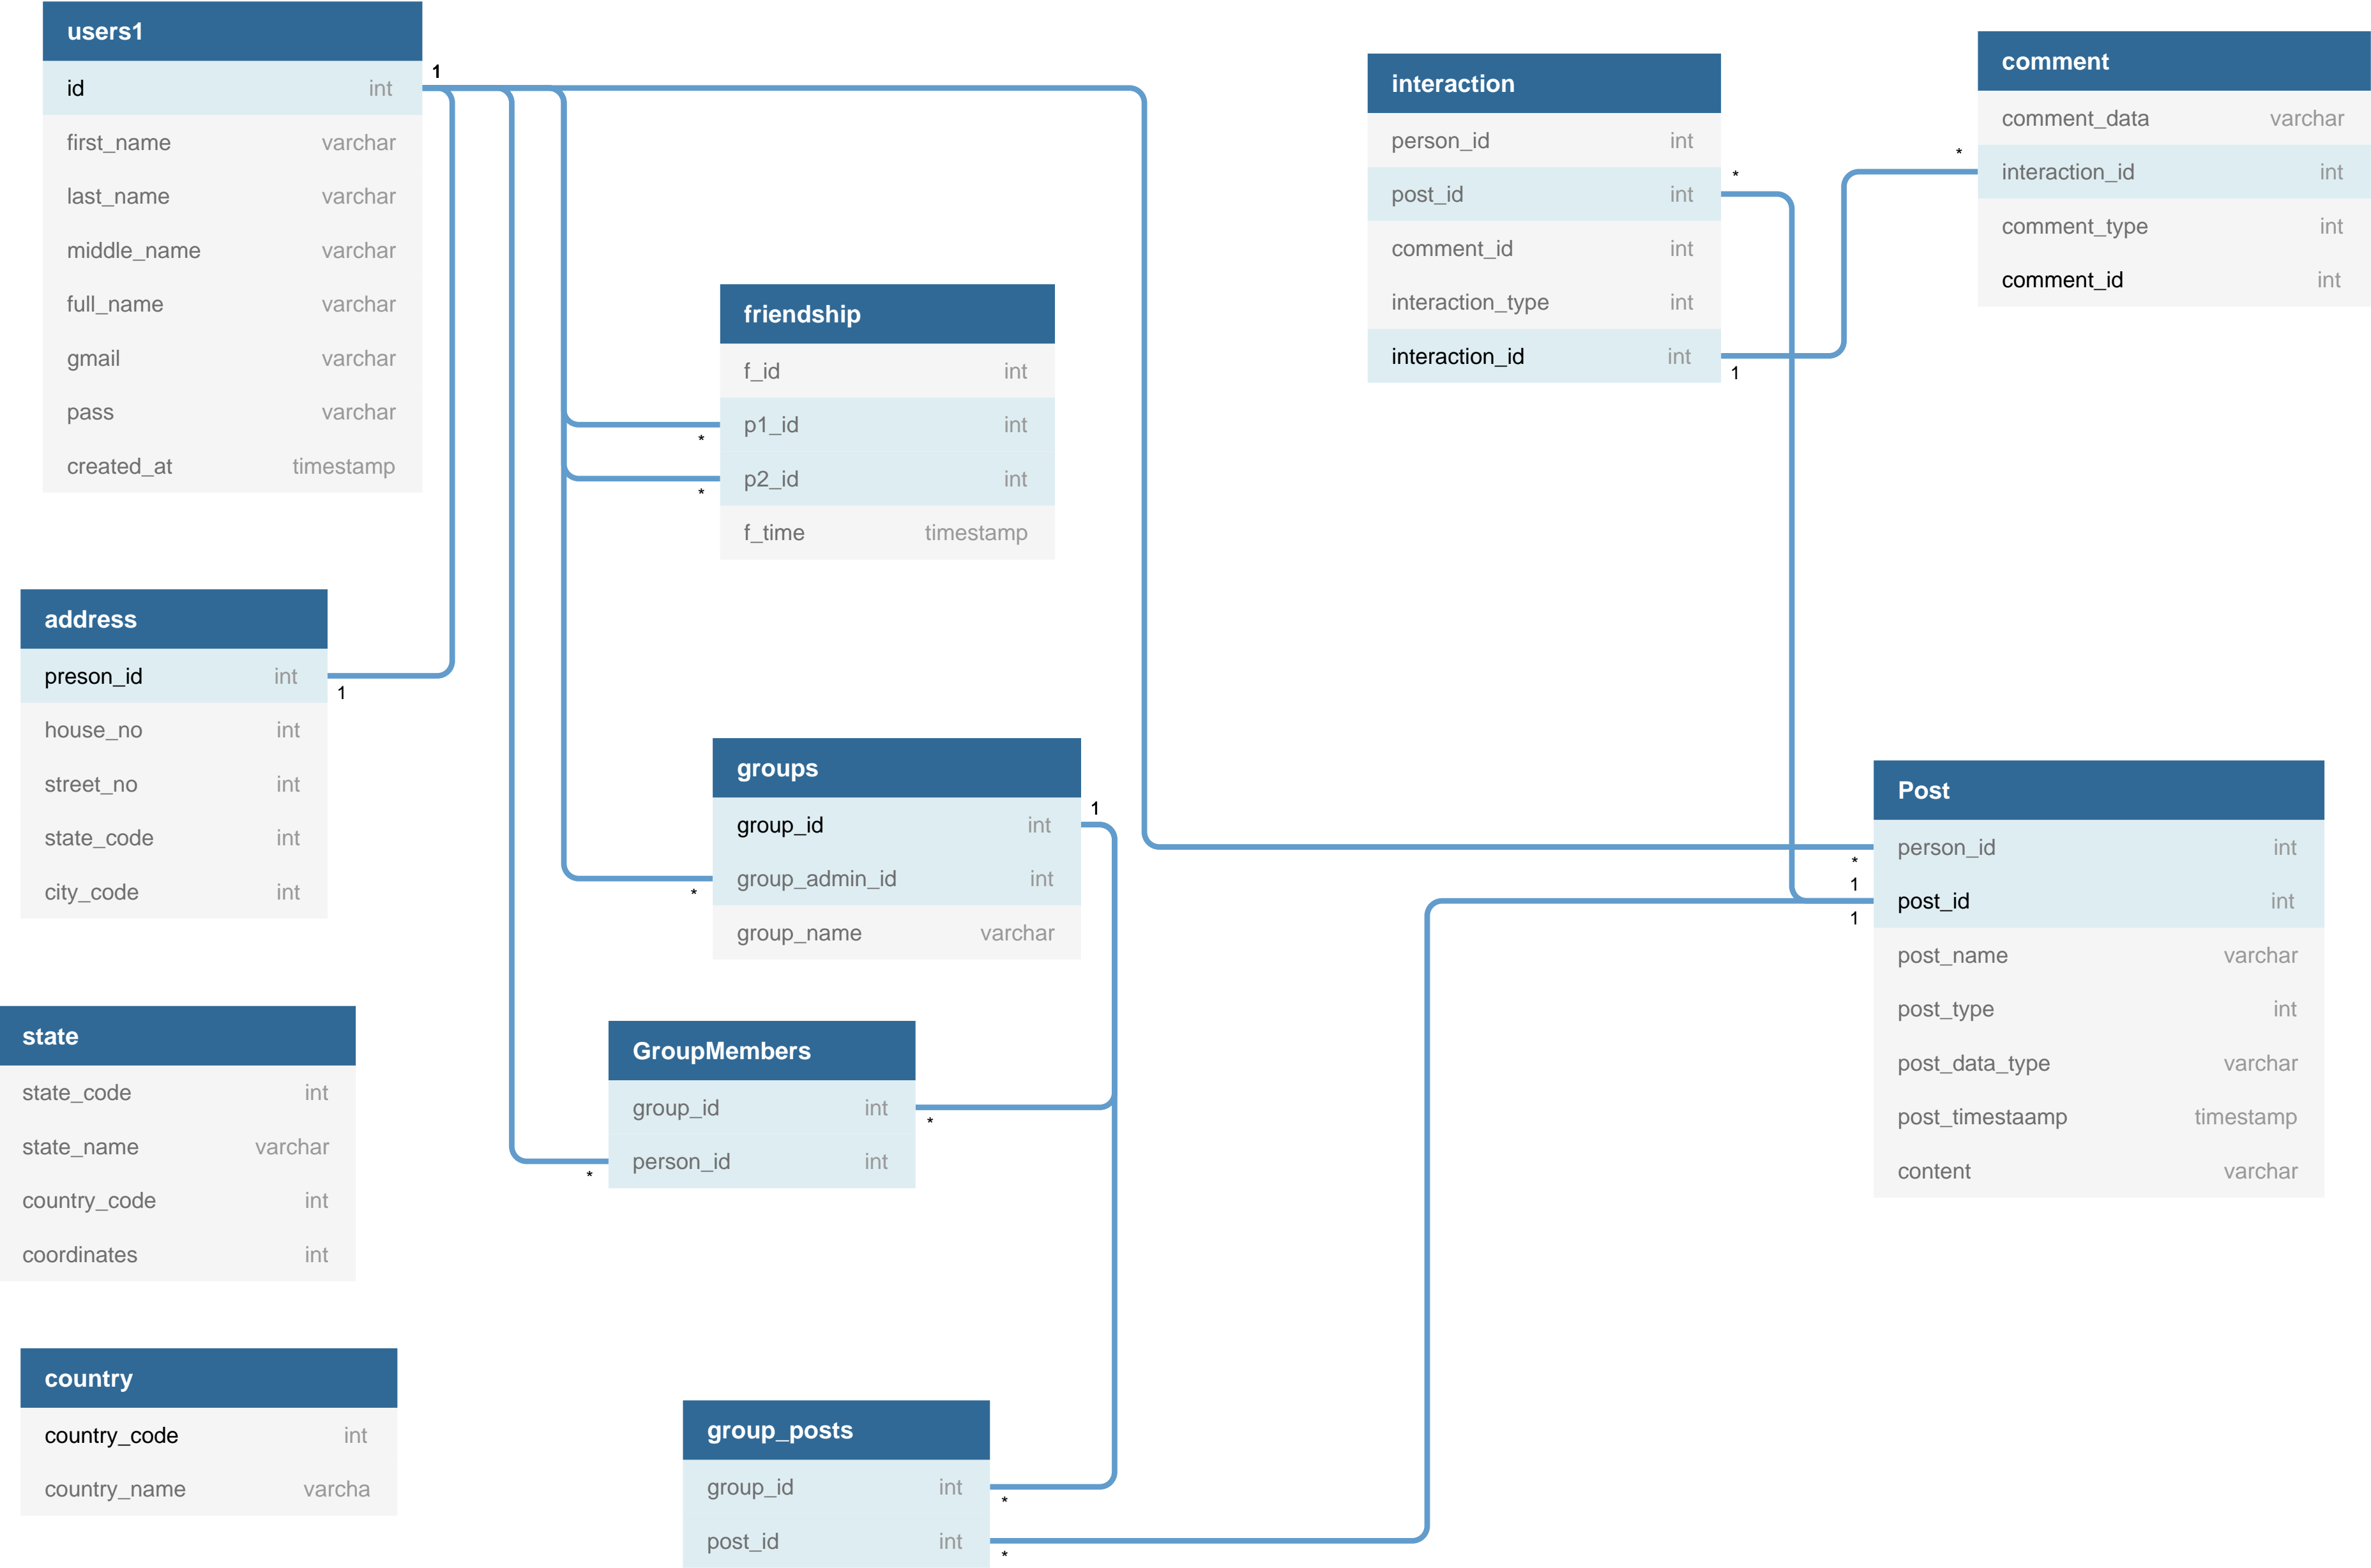 users1
id int
first_name varchar
last_name varchar
middle_name varchar
full_name varchar
gmail varchar
pass varchar
created_at timestamp
1
address
preson_id int
house_no int
street_no int
state_code int
city_code int
1
state
state_code int
state_name varchar
country_code int
coordinates int
country
country_code int
country_name varcha
friendship
f_id int
p1_id int
p2_id int
f_time timestamp
*
*
groups
group_id int
group_admin_id int
group_name varchar
1
*
GroupMembers
group_id int
person_id int
*
*
group_posts
group_id int
post_id int
*
*
interaction
person_id int
post_id int
comment_id int
interaction_type int
interaction_id int
*
1
comment
comment_data varchar
interaction_id int
comment_type int
comment_id int
*
Post
person_id int
post_id int
post_name varchar
post_type int
post_data_type varchar
post_timestaamp timestamp
content varchar
*
1
1